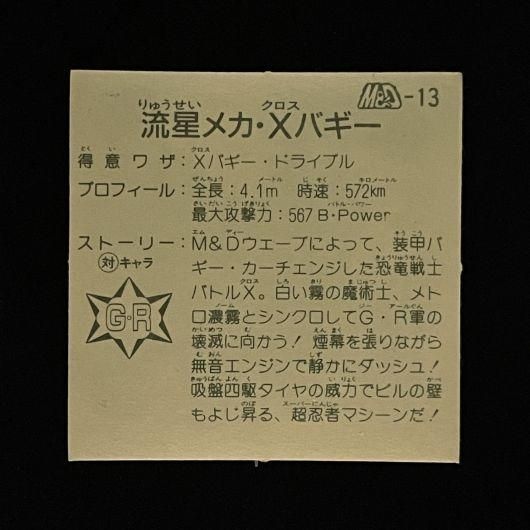 M&D-13
流星メカ・Xバギー
得意ワザ：Xバギー・ドライブル
プロフィール：全長：4.1m 時速：572km
最大攻撃力：567 B・Power
ストーリー：M&Dウエーブによって、装甲バ
対キャラ ギー・カーチェンジした恐竜戦士
バトルX。白い霧の魔術士、メト
G・R ロ濃霧とシンクロしてG・R軍の
壊滅に向かう！煙幕を張りながら
無音エンジンで静かにダッシュ！
吸盤四駆タイヤの威力でビルの壁
もよじ昇る、超忍者マシーンだ！